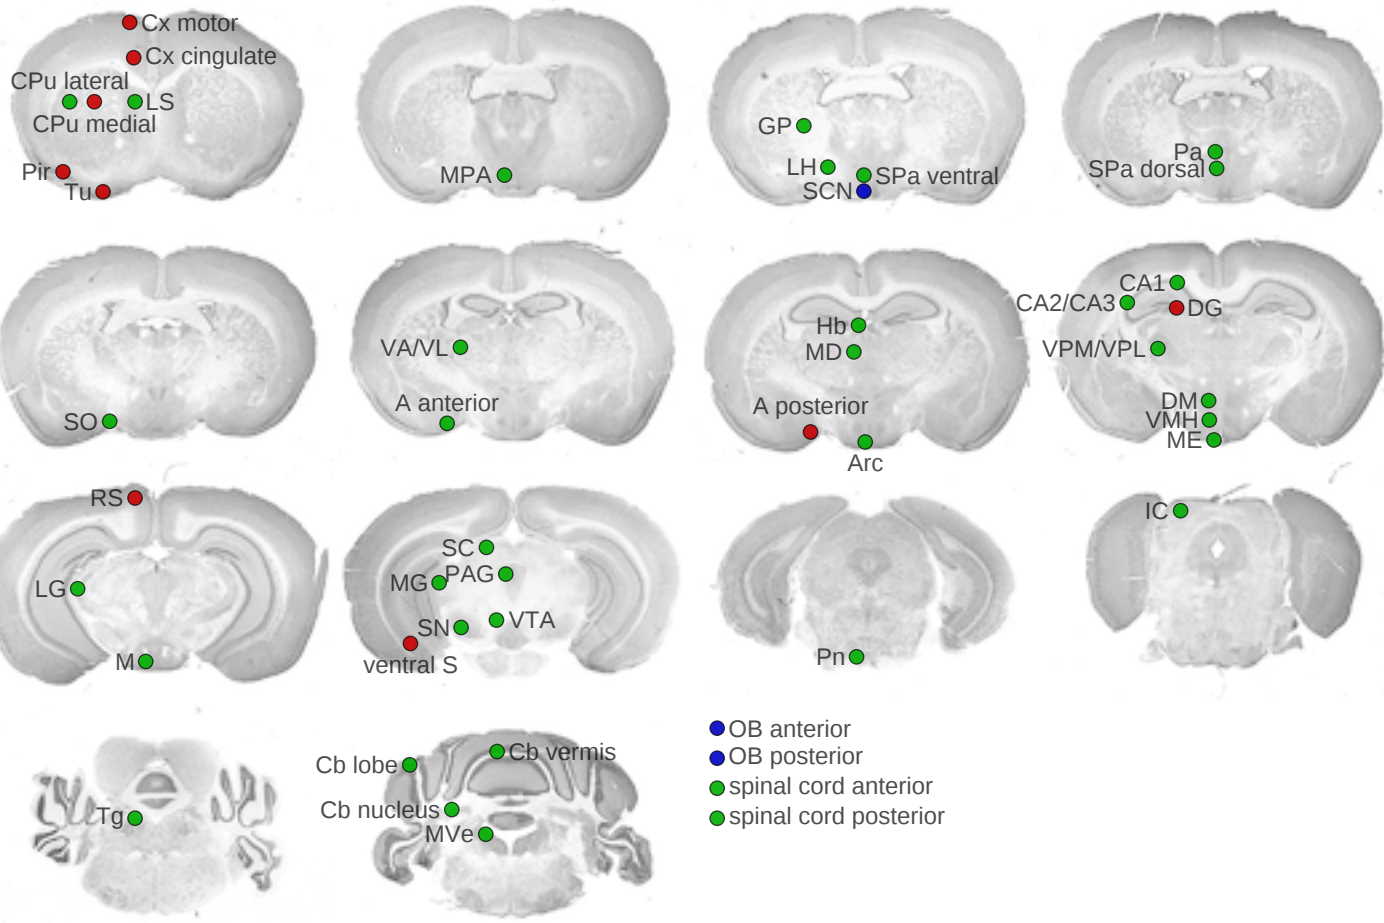 Cx motor
Cx cingulate
CPu lateral
LS
CPu medial
Pir
Tu
MPA
GP
LH
SPa ventral
SCN
Pa
SPa dorsal
SO
VA/VL
A anterior
Hb
MD
A posterior
Arc
CA1
CA2/CA3
DG
VPM/VPL
DM
VMH
ME
RS
LG
M
SC
MG
PAG
SN
VTA
ventral S
Pn
IC
Tg
Cb lobe
Cb vermis
Cb nucleus
MVe
OB anterior
OB posterior
spinal cord anterior
spinal cord posterior